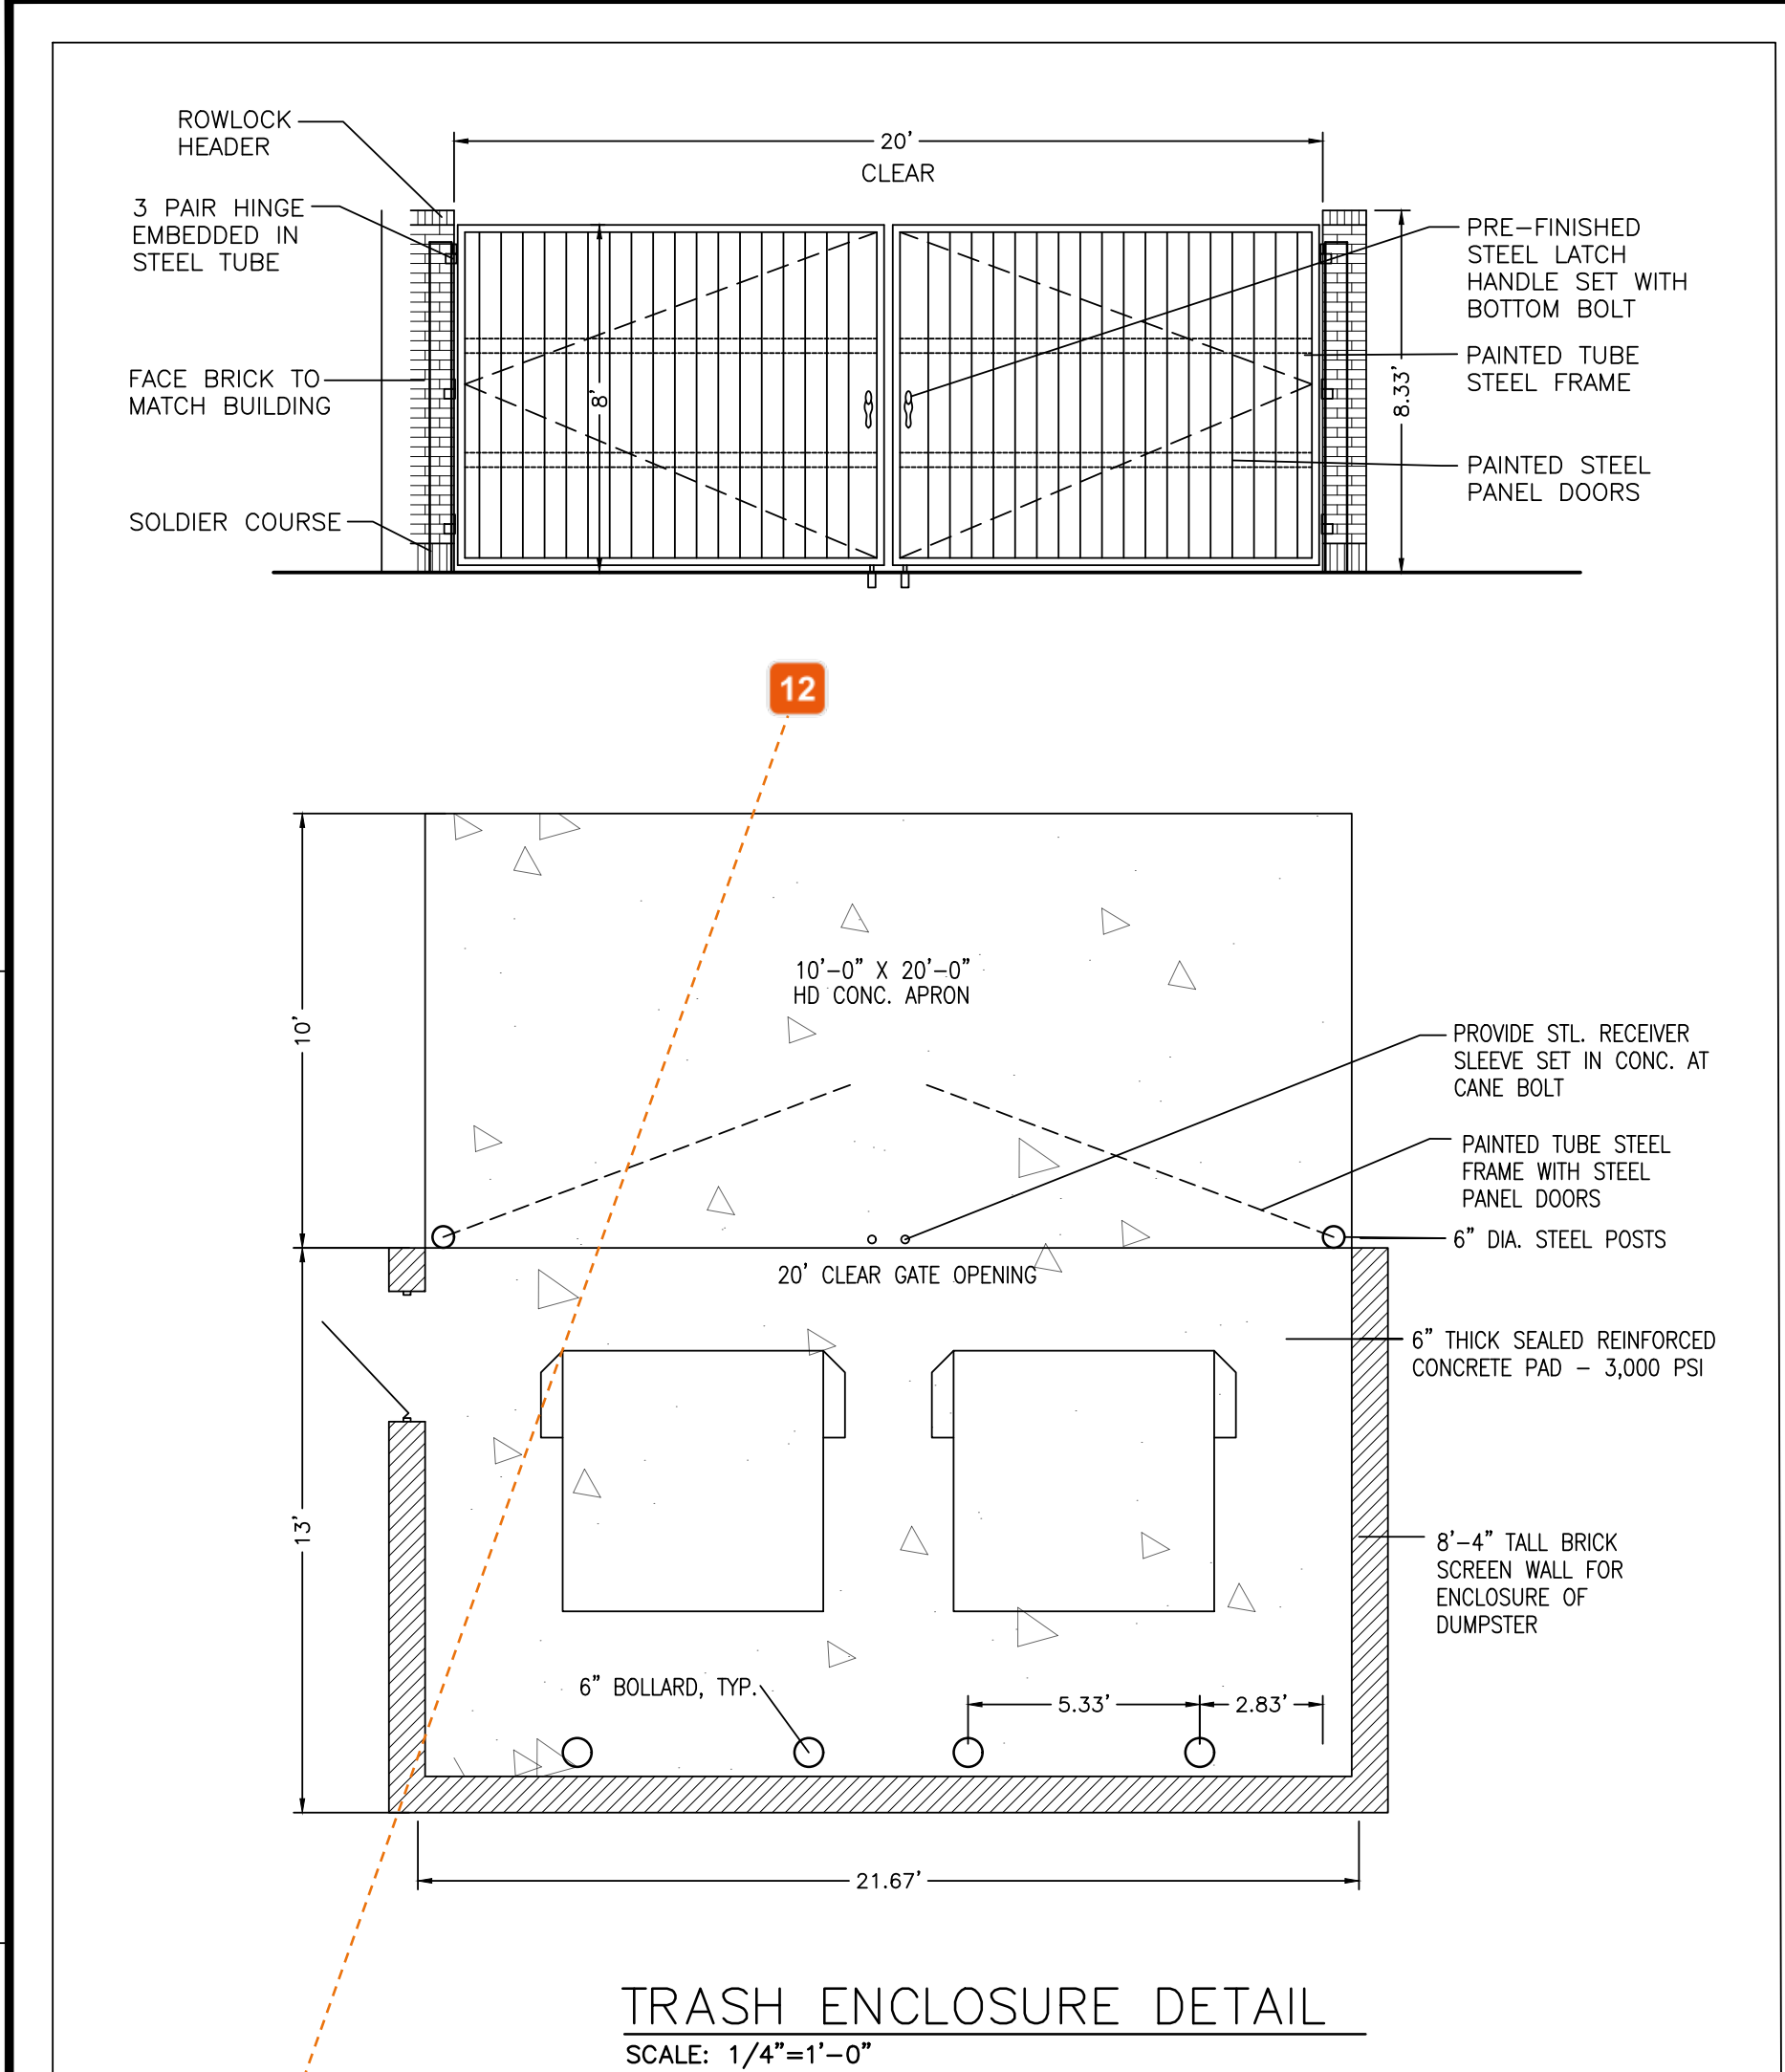 ROWLOCK
HEADER
20'
CLEAR
3 PAIR HINGE
EMBEDDED IN
STEEL TUBE
PRE-FINISHED
STEEL LATCH
HANDLE SET WITH
BOTTOM BOLT
FACE BRICK TO
MATCH BUILDING
8'
8.33'
PAINTED TUBE
STEEL FRAME
PAINTED STEEL
PANEL DOORS
SOLDIER COURSE
12
10'-0" X 20'-0"
HD CONC. APRON
10'
PROVIDE STL. RECEIVER
SLEEVE SET IN CONC. AT
CANE BOLT
PAINTED TUBE STEEL
FRAME WITH STEEL
PANEL DOORS
6" DIA. STEEL POSTS
20' CLEAR GATE OPENING
6" THICK SEALED REINFORCED
CONCRETE PAD - 3,000 PSI
13'
8'-4" TALL BRICK
SCREEN WALL FOR
ENCLOSURE OF
DUMPSTER
6" BOLLARD, TYP.
5.33'
2.83'
21.67'
TRASH ENCLOSURE DETAIL
SCALE: 1/4"=1'-0"